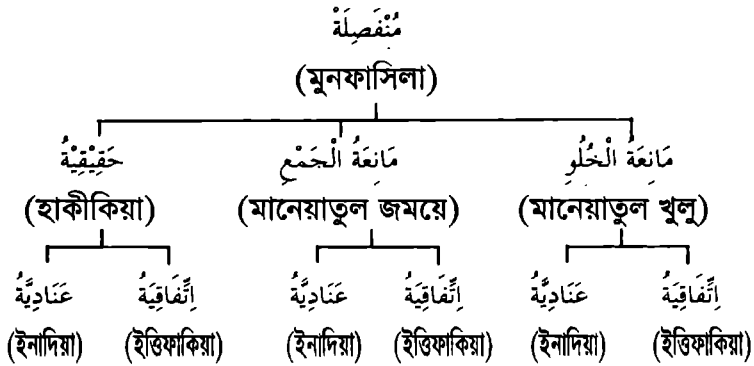 مُنْفَصِلَةْ
(মুনফাসিলা)
حَقِيْقِيْةُ مَانِعَةُ الْجَمْعِ مَانِعَةُ الْخُلُوِ
(হাকীকিয়া) (মানেয়াতুল জময়ে) (মানেয়াতুল খুলু)
عَنَادِيَّةُ اِتِّفَاقِيَةُ عَنَادِيَّةُ اِتِّفَاقِيَةُ عَنَادِيَّةُ اِتِّفَاقِيَةُ
(ইনাদিয়া) (ইত্তিফাকিয়া) (ইনাদিয়া) (ইত্তিফাকিয়া) (ইনাদিয়া) (ইত্তিফাকিয়া)